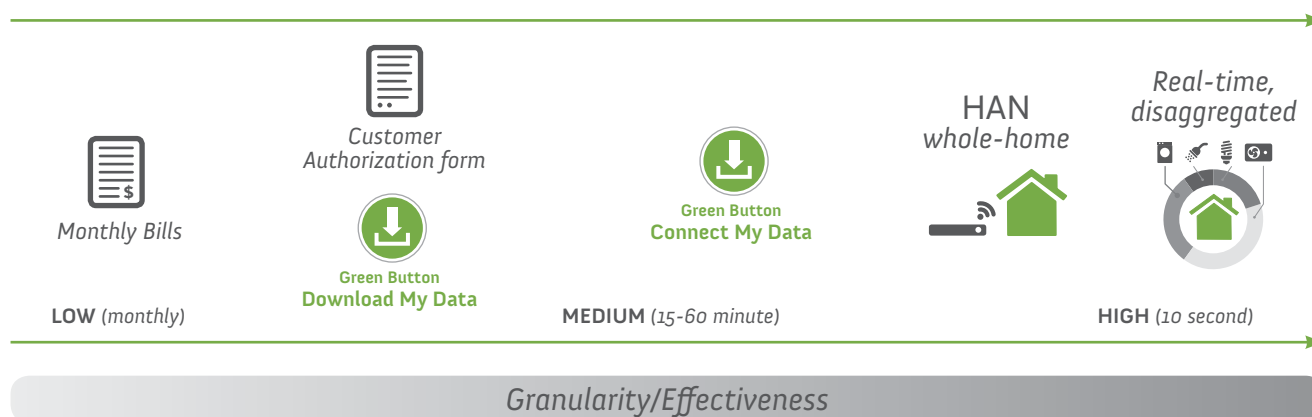 $
Monthly Bills
Customer
Authorization form
Green Button
Download My Data
Green Button
Connect My Data
HAN
whole-home
Real-time,
disaggregated
LOW (monthly)
MEDIUM (15-60 minute)
HIGH (10 second)
Granularity/Effectiveness